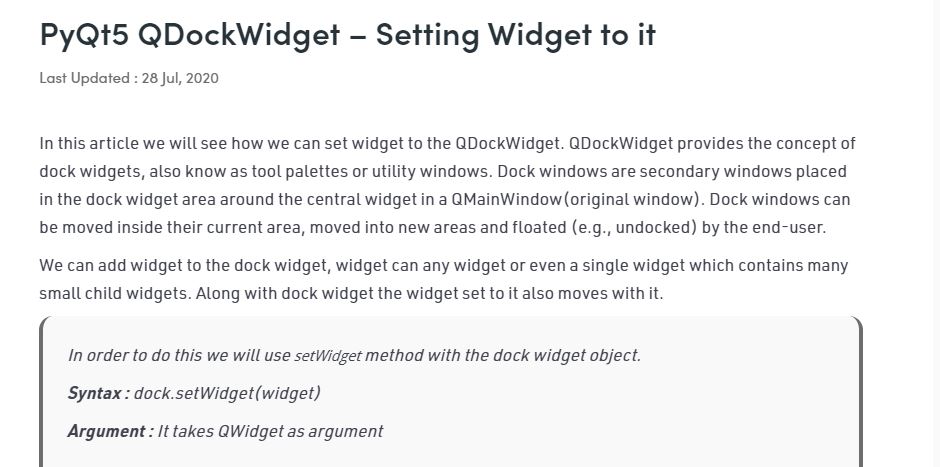 PyQt5 QDockWidget – Setting Widget to it
Last Updated : 28 Jul, 2020
In this article we will see how we can set widget to the QDockWidget. QDockWidget provides the concept of
dock widgets, also know as tool palettes or utility windows. Dock windows are secondary windows placed
in the dock widget area around the central widget in a QMainWindow(original window). Dock windows can
be moved inside their current area, moved into new areas and floated (e.g., undocked) by the end-user.
We can add widget to the dock widget, widget can any widget or even a single widget which contains many
small child widgets. Along with dock widget the widget set to it also moves with it.
In order to do this we will use setWidget method with the dock widget object.
Syntax : dock.setWidget(widget)
Argument : It takes QWidget as argument